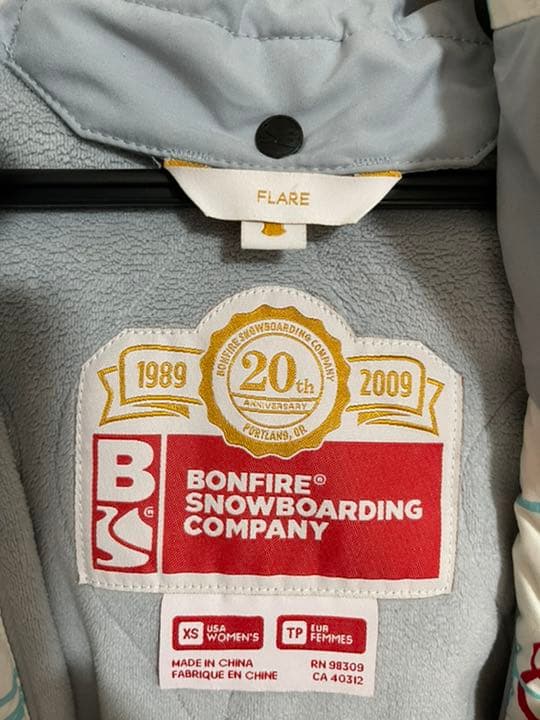 FLARE
BONFIRE SNOWBOARDING COMPANY
1989
20th
2009
ANNIVERSARY
PORTLAND, OR
B
BONFIRE®
SNOWBOARDING
COMPANY
XS USA WOMEN'S
TP EUR FEMMES
MADE IN CHINA
FABRIQUE EN CHINE
RN 98309
CA 40312